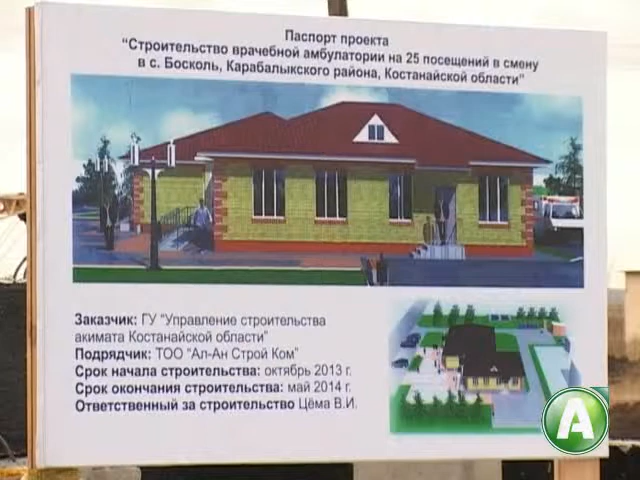 Паспорт проекта
“Строительство врачебной амбулатории на 25 посещений в смену
в с. Босколь, Карабалыкского района, Костанайской области”
Заказчик: ГУ “Управление строительства
акимата Костанайской области”
Подрядчик: ТОО “Ал-Ан Строй Ком”
Срок начала строительства: октябрь 2013 г.
Срок окончания строительства: май 2014 г.
Ответственный за строительство Цёма В.И.
А